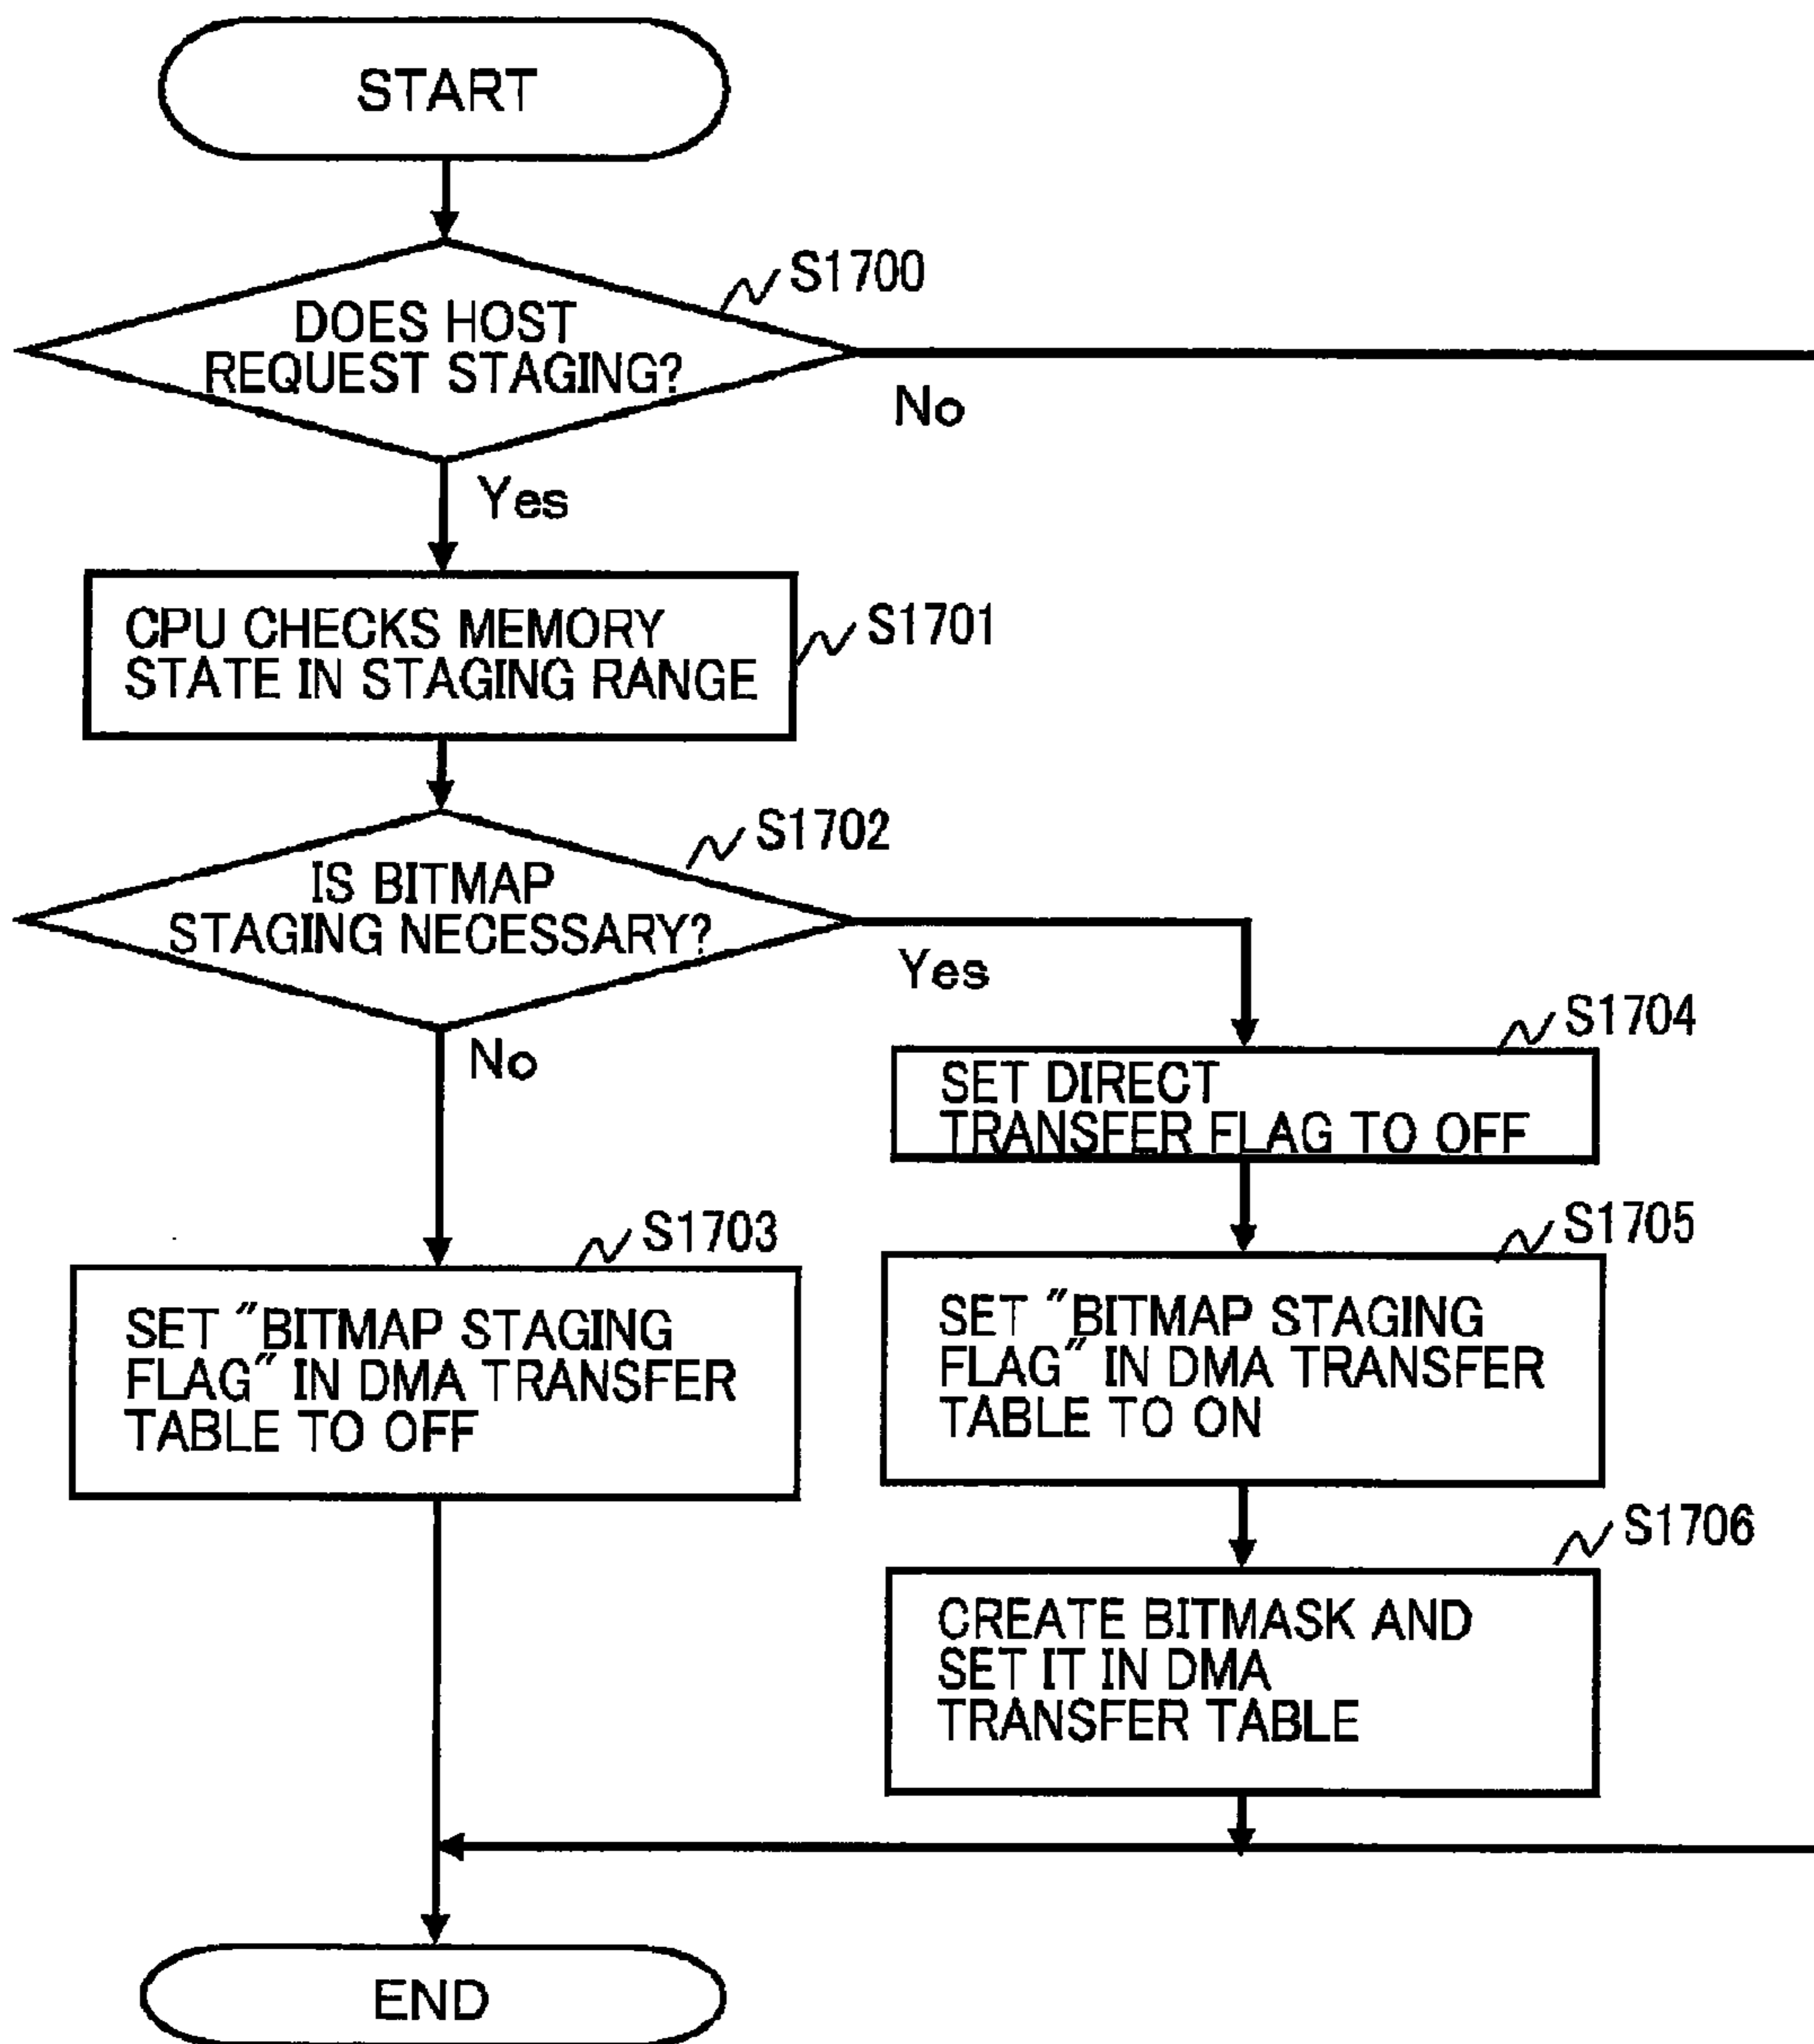 START
S1700
DOES HOST
REQUEST STAGING?
No
Yes
CPU CHECKS MEMORY
STATE IN STAGING RANGE
S1701
S1702
IS BITMAP
STAGING NECESSARY?
Yes
No
S1704
SET DIRECT
TRANSFER FLAG TO OFF
S1703
SET "BITMAP STAGING
FLAG" IN DMA TRANSFER
TABLE TO OFF
S1705
SET "BITMAP STAGING
FLAG" IN DMA TRANSFER
TABLE TO ON
S1706
CREATE BITMASK AND
SET IT IN DMA
TRANSFER TABLE
END